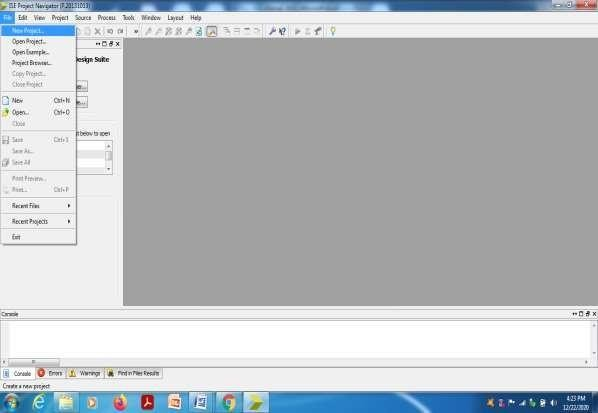 ISE Project Navigator (P.20131013)
File Edit View Project Source Process Tools Window Layout Help
New Project...
Open Project...
Open Example...
Project Browser...
Copy Project...
Close Project
New Ctrl+N
Open... Ctrl+O
Close
Save Ctrl+S
Save As...
Save All
Print Preview...
Print... Ctrl+P
Recent Files
Recent Projects
Exit
Design Suite
below to open
Console
Console Errors Warnings Find in Files Results
Create a new project
4:23 PM
12/22/2020